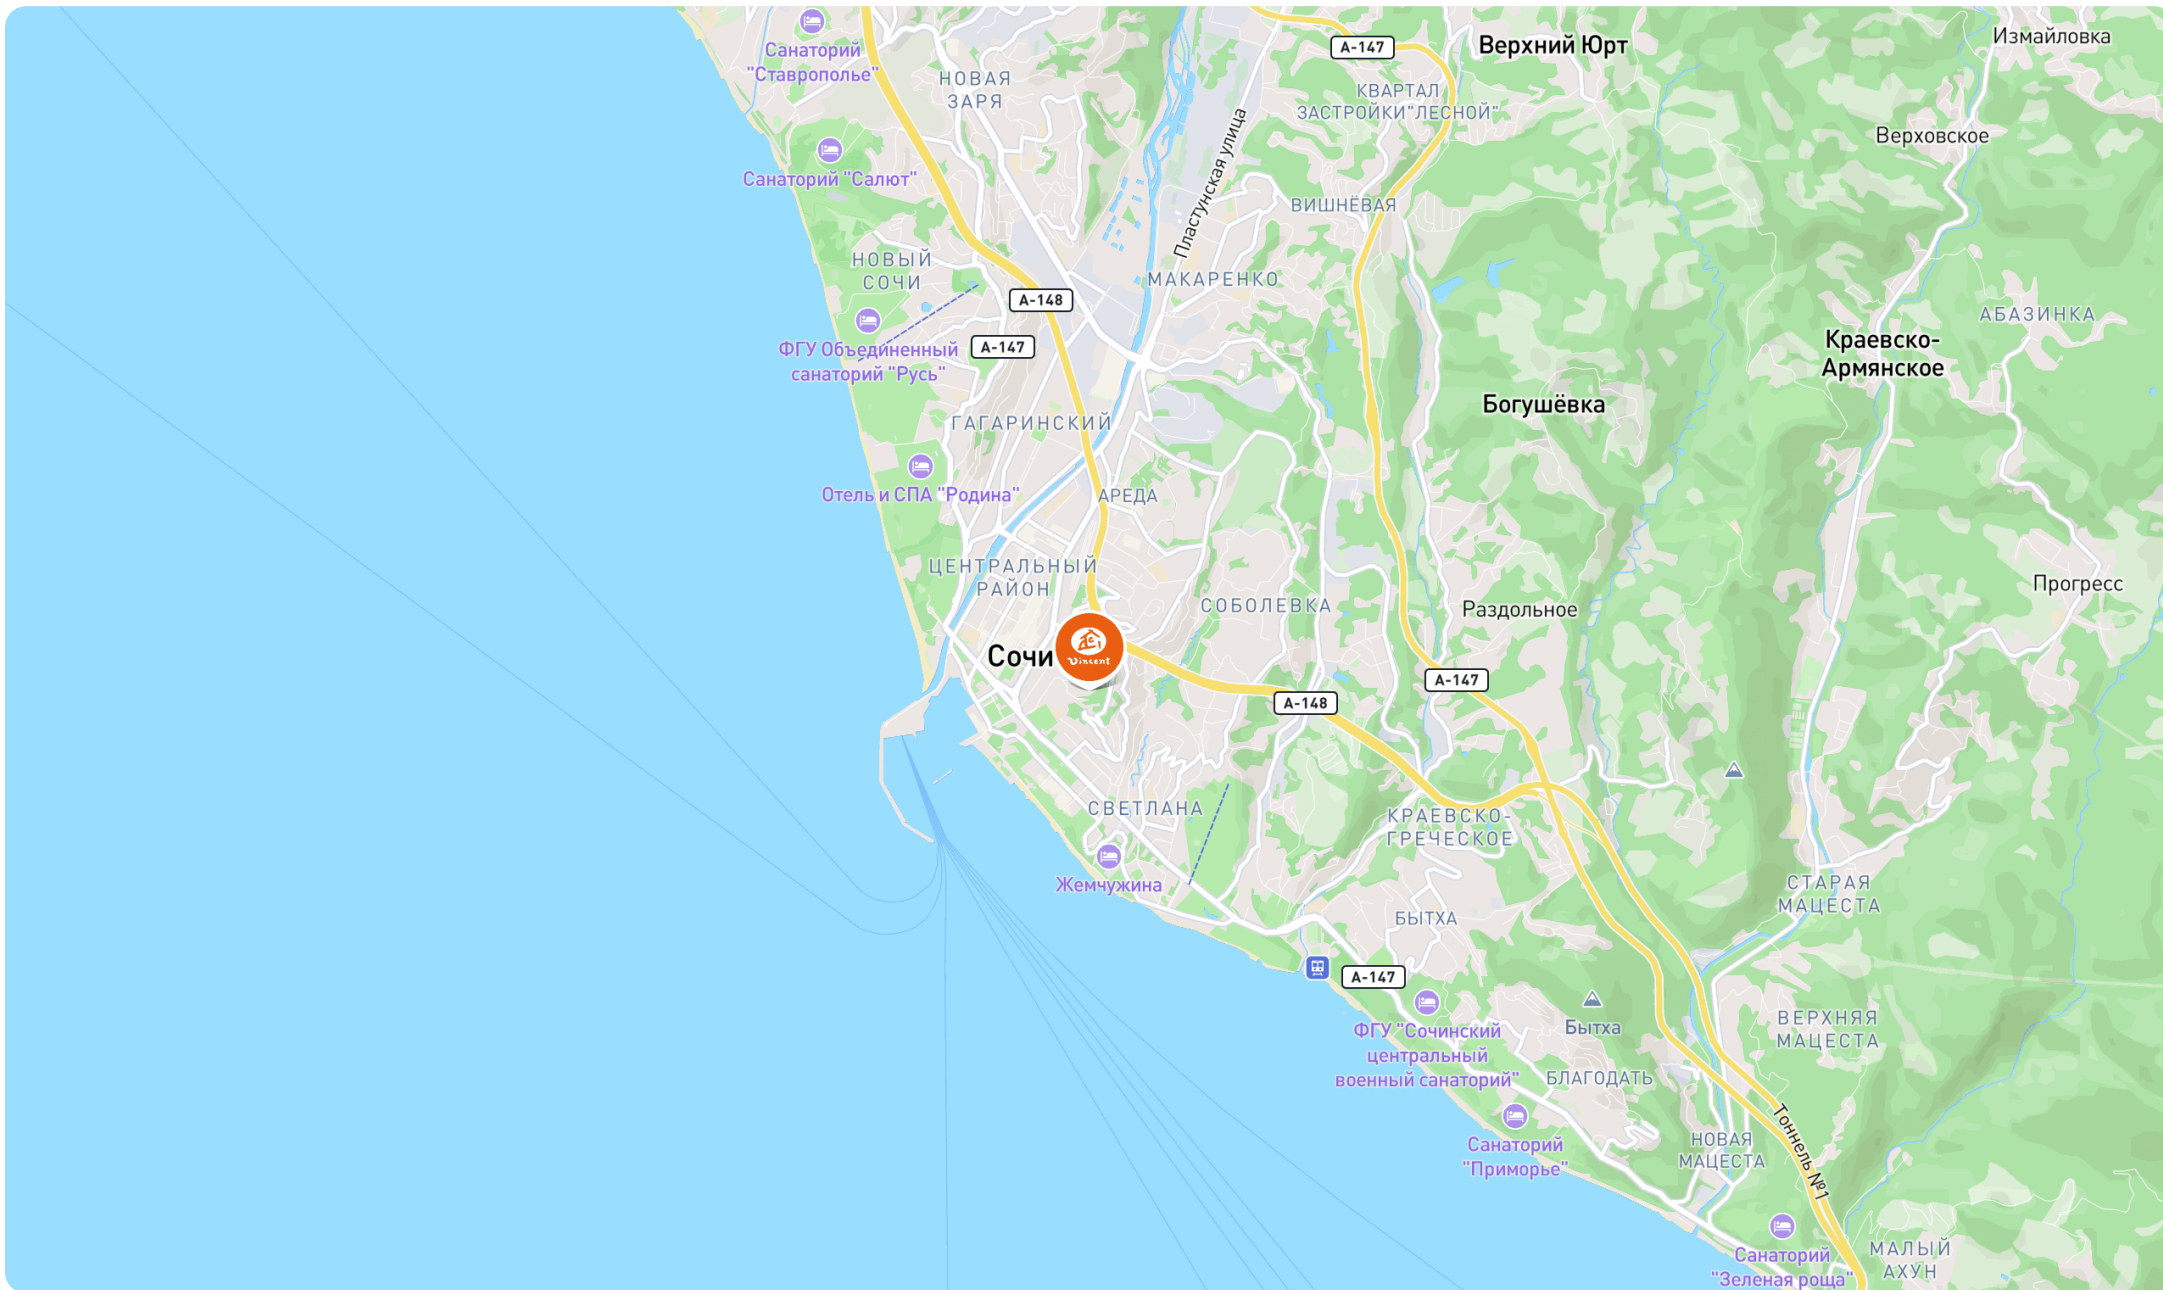 Санаторий
"Ставрополье"
НОВАЯ
ЗАРЯ
А-147
Верхний Юрт
Измайловка
КВАРТАЛ
ЗАСТРОЙКИ"ЛЕСНОЙ"
Верховское
Санаторий "Салют"
Пластунская улица
ВИШНЁВАЯ
НОВЫЙ
СОЧИ
МАКАРЕНКО
А-148
АБАЗИНКА
ФГУ Объединенный
санаторий "Русь"
А-147
Краевско-
Армянское
Богушёвка
ГАГАРИНСКИЙ
Отель и СПА "Родина"
АРЕДА
ЦЕНТРАЛЬНЫЙ
РАЙОН
СОБОЛЕВКА
Раздольное
Прогресс
Сочи
Vincent
А-147
А-148
СВЕТЛАНА
КРАЕВСКО-
ГРЕЧЕСКОЕ
Жемчужина
СТАРАЯ
МАЦЕСТА
БЫТХА
А-147
ФГУ "Сочинский
центральный
военный санаторий"
Бытха
ВЕРХНЯЯ
МАЦЕСТА
БЛАГОДАТЬ
Санаторий
"Приморье"
НОВАЯ
МАЦЕСТА
Тоннель №1
Санаторий
"Зеленая роща"
МАЛЫЙ
АХУН